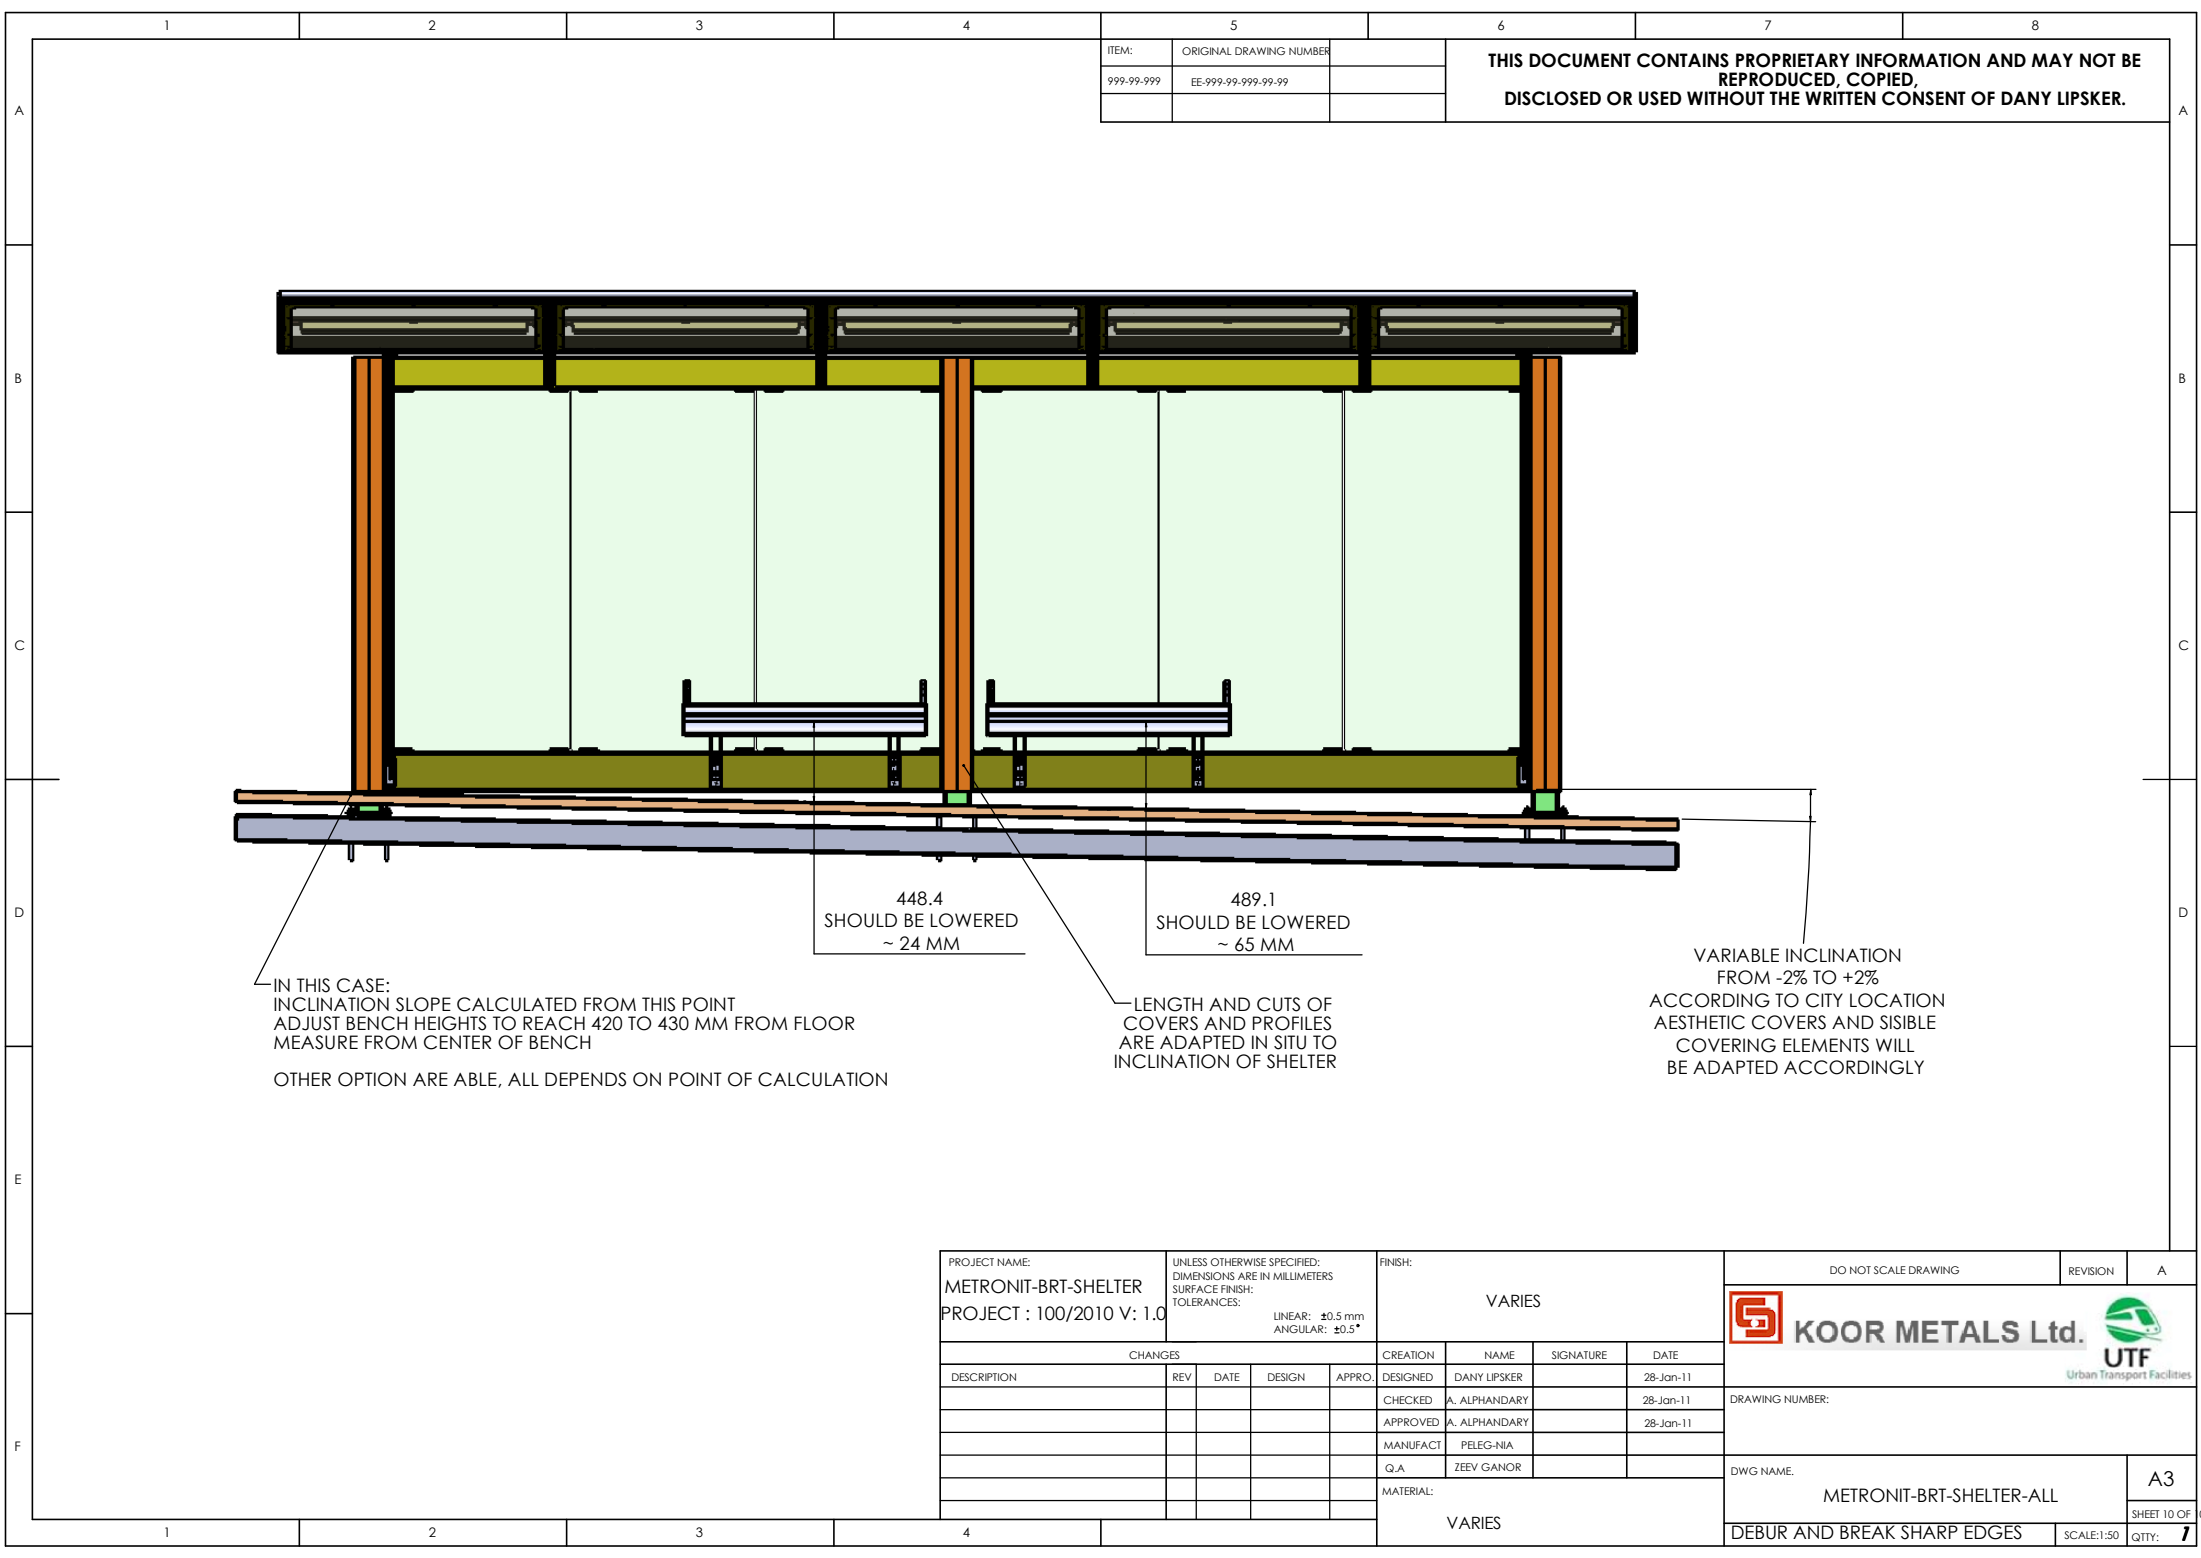 1 2 3 4 5 6 7 8
ITEM: ORIGINAL DRAWING NUMBER
999-99-999 EE-999-99-999-99-99
THIS DOCUMENT CONTAINS PROPRIETARY INFORMATION AND MAY NOT BE
REPRODUCED, COPIED,
DISCLOSED OR USED WITHOUT THE WRITTEN CONSENT OF DANY LIPSKER.
A A
B B
C C
D D
E
F
448.4
SHOULD BE LOWERED
~ 24 MM
489.1
SHOULD BE LOWERED
~ 65 MM
IN THIS CASE:
INCLINATION SLOPE CALCULATED FROM THIS POINT
ADJUST BENCH HEIGHTS TO REACH 420 TO 430 MM FROM FLOOR
MEASURE FROM CENTER OF BENCH
OTHER OPTION ARE ABLE, ALL DEPENDS ON POINT OF CALCULATION
LENGTH AND CUTS OF
COVERS AND PROFILES
ARE ADAPTED IN SITU TO
INCLINATION OF SHELTER
VARIABLE INCLINATION
FROM -2% TO +2%
ACCORDING TO CITY LOCATION
AESTHETIC COVERS AND SISIBLE
COVERING ELEMENTS WILL
BE ADAPTED ACCORDINGLY
PROJECT NAME:
METRONIT-BRT-SHELTER
PROJECT : 100/2010 V: 1.0
UNLESS OTHERWISE SPECIFIED:
DIMENSIONS ARE IN MILLIMETERS
SURFACE FINISH:
TOLERANCES:
LINEAR: ±0.5 mm
ANGULAR: ±0.5°
FINISH:
VARIES
CHANGES
DESCRIPTION REV DATE DESIGN APPRO.
CREATION NAME SIGNATURE DATE
DESIGNED DANY LIPSKER 28-Jan-11
CHECKED A. ALPHANDARY 28-Jan-11
APPROVED A. ALPHANDARY 28-Jan-11
MANUFACT PELEG-NIA
Q.A ZEEV GANOR
MATERIAL:
VARIES
DO NOT SCALE DRAWING REVISION A
KOOR METALS Ltd.
UTF
Urban Transport Facilities
DRAWING NUMBER:
DWG NAME.
METRONIT-BRT-SHELTER-ALL
A3
SHEET 10 OF
DEBUR AND BREAK SHARP EDGES SCALE:1:50 QTTY: 1
1 2 3 4